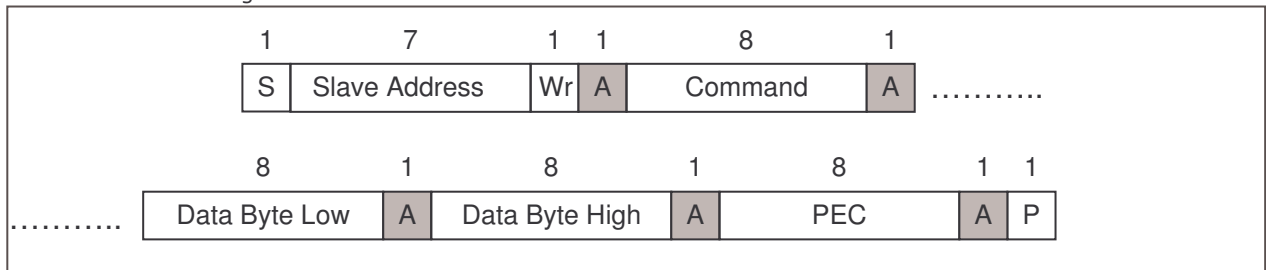 1 7 1 1 8 1
S Slave Address Wr A Command A ...........
8 1 8 1 8 1 1
........... Data Byte Low A Data Byte High A PEC A P